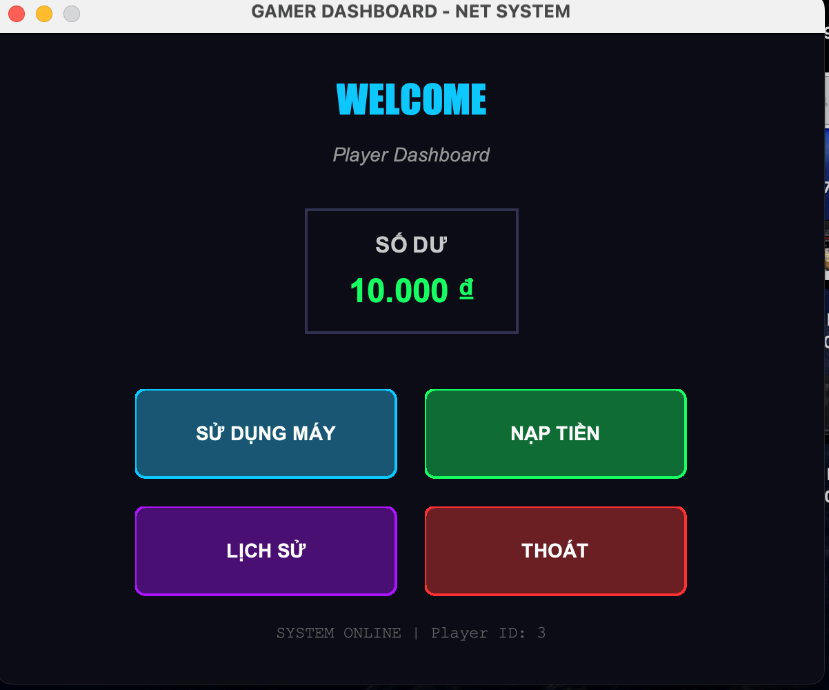 GAMER DASHBOARD - NET SYSTEM
WELCOME
Player Dashboard
SỐ DƯ
10.000 ₫
SỬ DỤNG MÁY
NẠP TIỀN
LỊCH SỬ
THOÁT
SYSTEM ONLINE | Player ID: 3